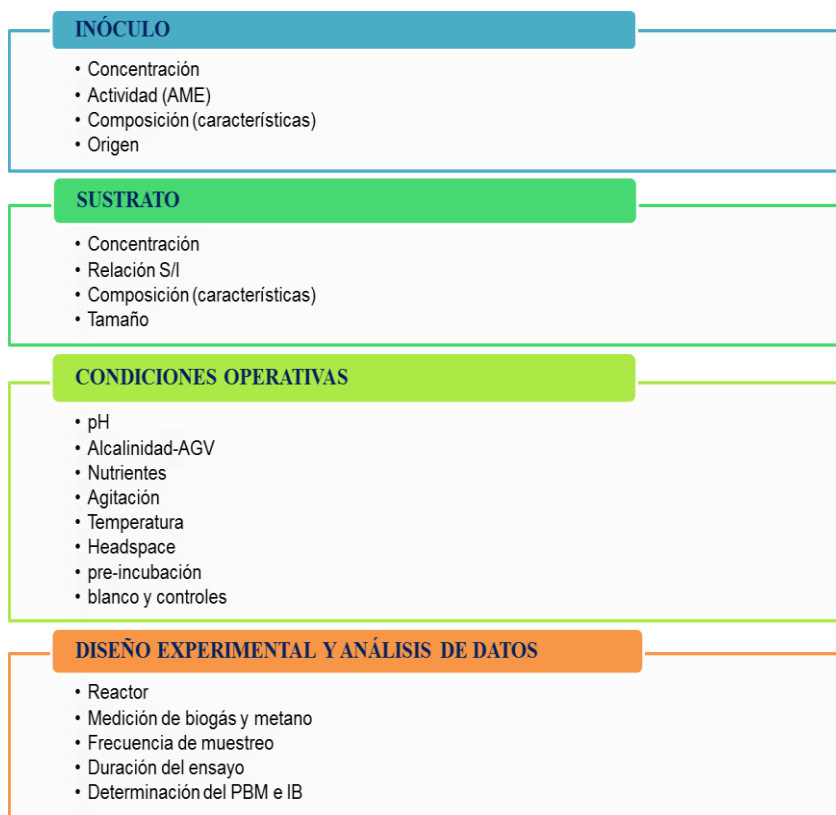 INÓCULO
• Concentración
• Actividad (AME)
• Composición (características)
• Origen
SUSTRATO
• Concentración
• Relación S/I
• Composición (características)
• Tamaño
CONDICIONES OPERATIVAS
• pH
• Alcalinidad-AGV
• Nutrientes
• Agitación
• Temperatura
• Headspace
• pre-incubación
• blanco y controles
DISEÑO EXPERIMENTAL Y ANÁLISIS DE DATOS
• Reactor
• Medición de biogás y metano
• Frecuencia de muestreo
• Duración del ensayo
• Determinación del PBM e IB